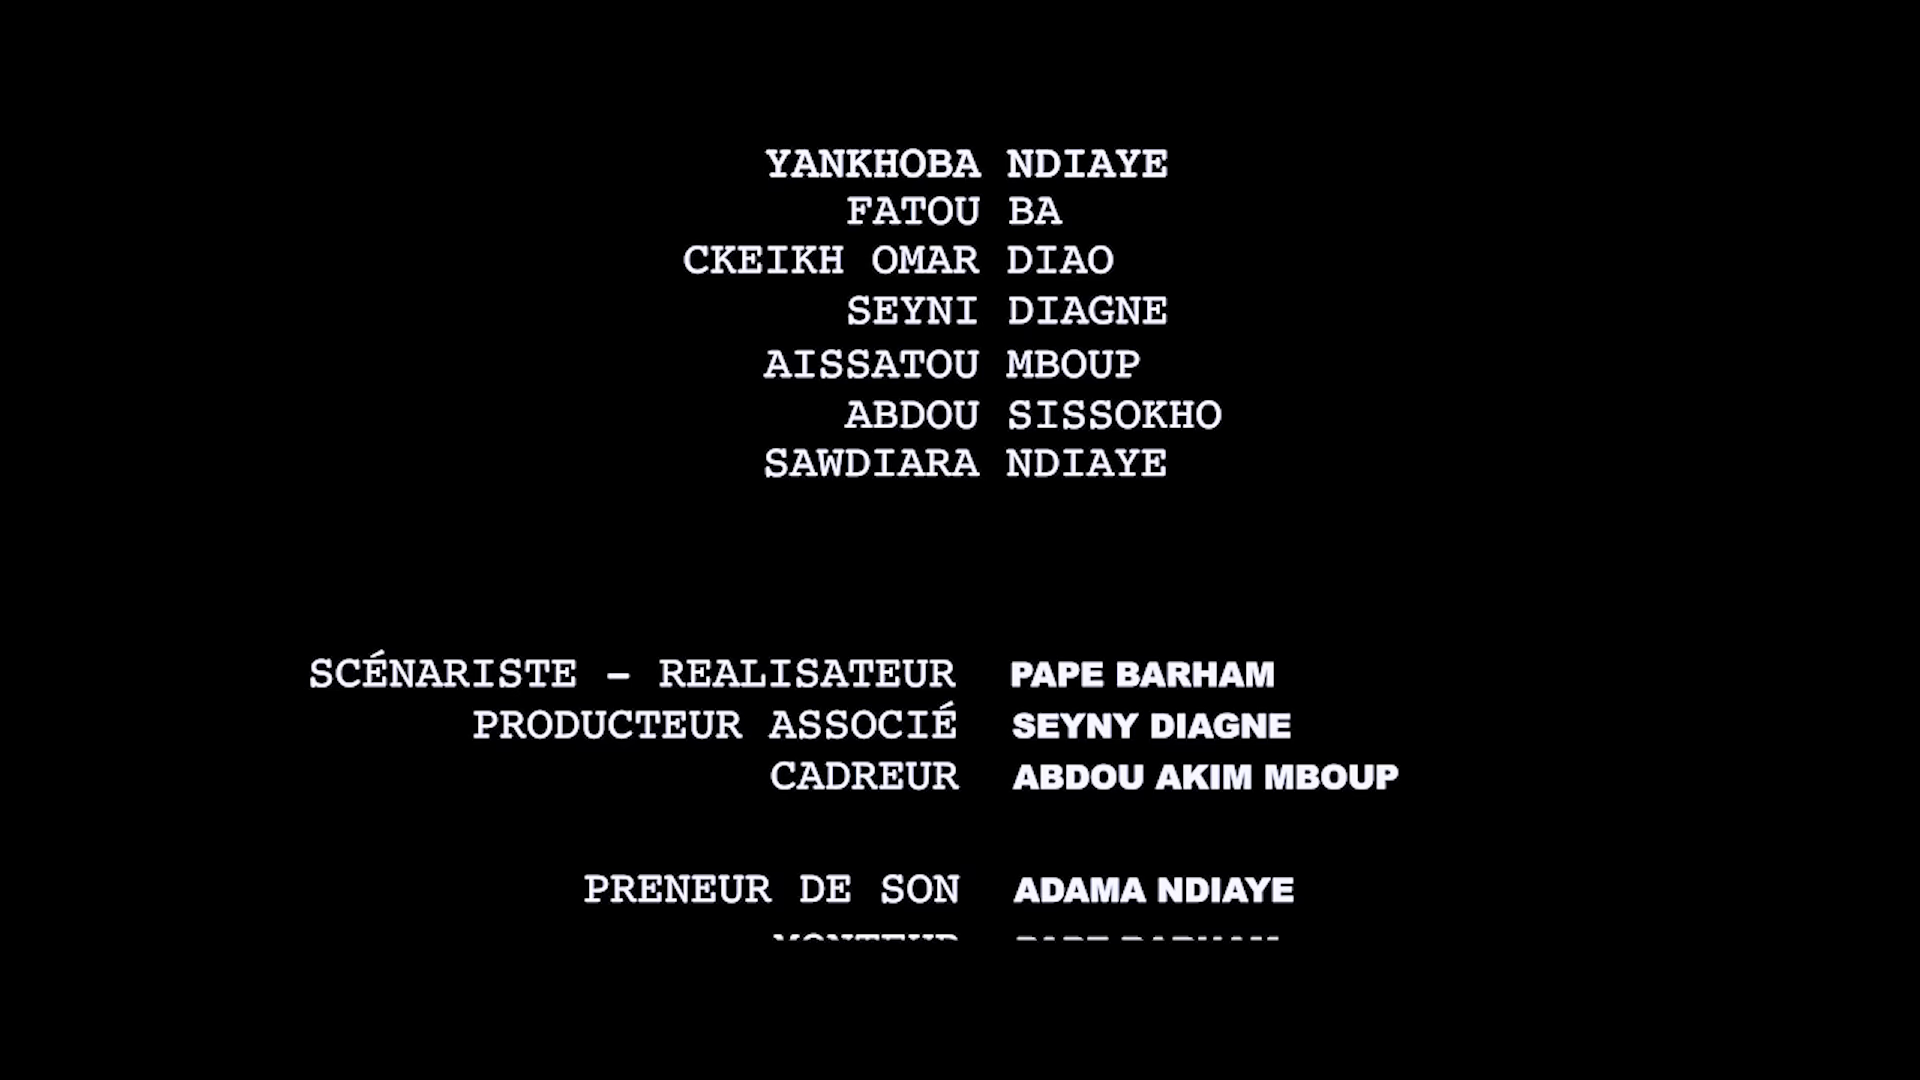 YANKHOBA NDIAYE
FATOU BA
CKEIKH OMAR DIAO
SEYNI DIAGNE
AISSATOU MBOUP
ABDOU SISSOKHO
SAWDIARA NDIAYE
SCÉNARISTE - REALISATEUR PAPE BARHAM
PRODUCTEUR ASSOCIÉ SEYNY DIAGNE
CADREUR ABDOU AKIM MBOUP
PRENEUR DE SON ADAMA NDIAYE